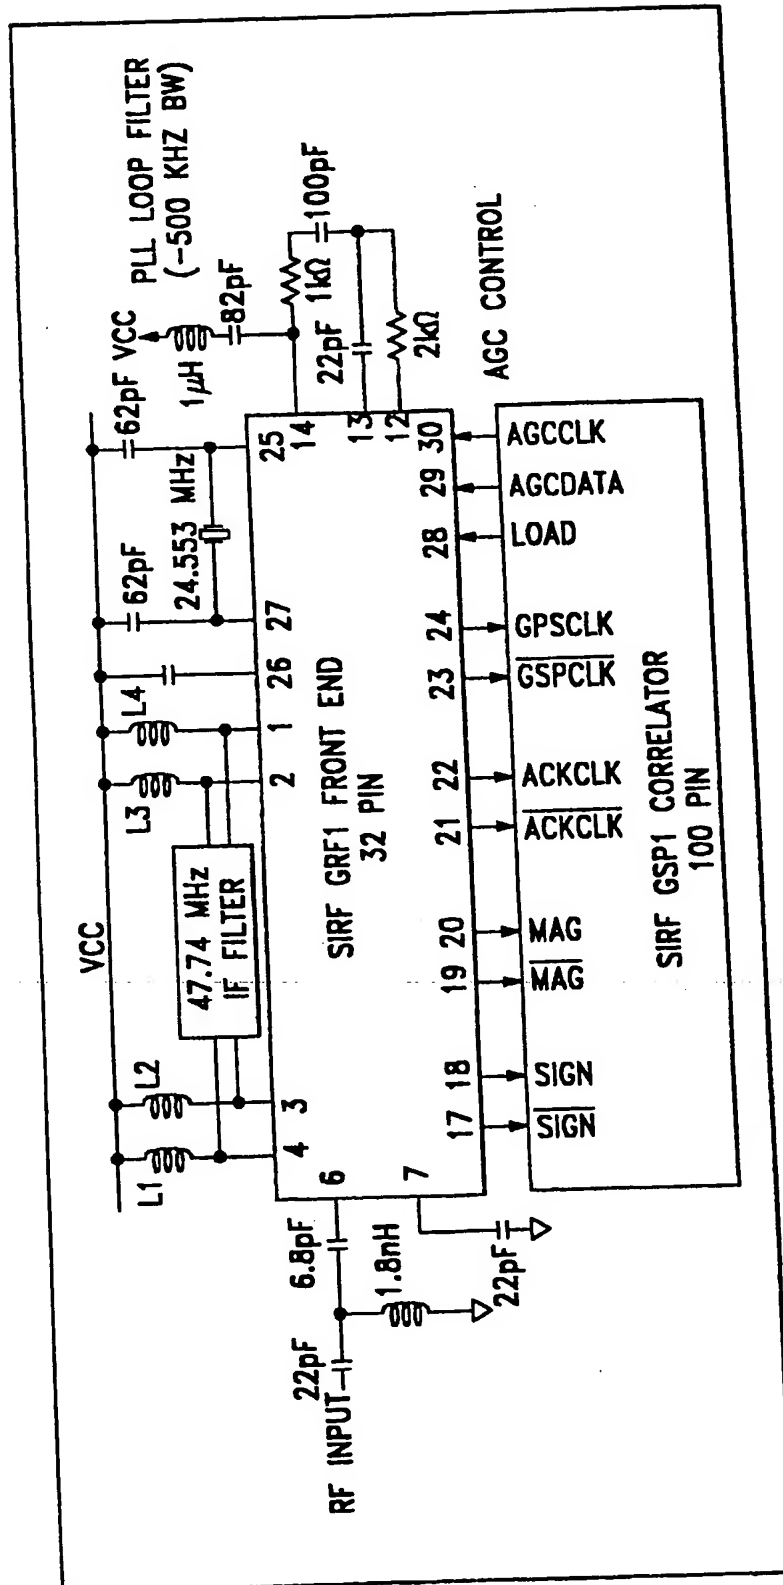 PLL LOOP FILTER
(-500 KHZ BW)
VCC
62pF
62pF
VCC
1μH
82pF
1kΩ
100pF
22pF
2kΩ
24.553 MHz
L4
L3
L2
L1
47.74 MHz
IF FILTER
4
3
2
1
26
27
25
14
13
12
SIRF GRF1 FRONT END
32 PIN
RF INPUT
22pF
6.8pF
1.8nH
22pF
6
7
17
18
19
20
21
22
23
24
28
29
30
AGC CONTROL
SIGN
SIGN
MAG
MAG
ACKCLK
ACKCLK
GSPCLK
GPSCLK
LOAD
AGCDATA
AGCCLK
SIRF GSP1 CORRELATOR
100 PIN